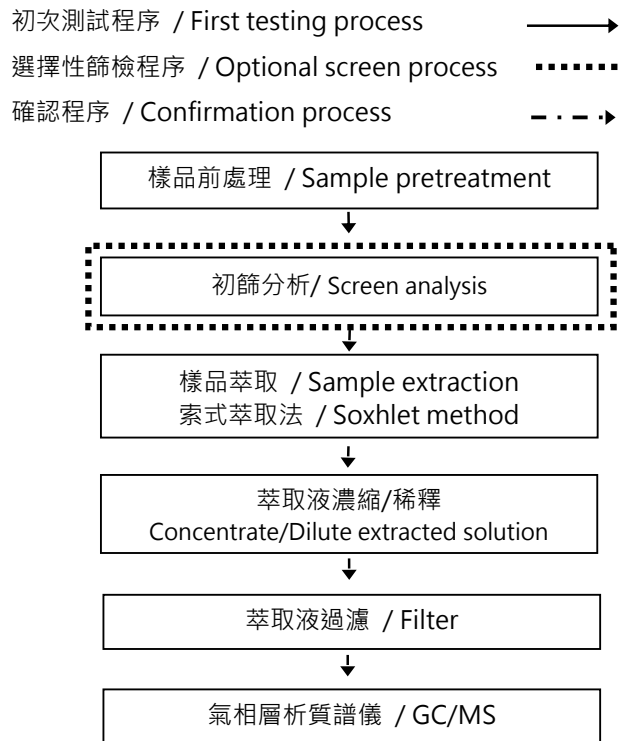 初次測試程序 / First testing process
選擇性篩檢程序 / Optional screen process
確認程序 / Confirmation process
樣品前處理 / Sample pretreatment
初篩分析/ Screen analysis
樣品萃取 / Sample extraction
索式萃取法 / Soxhlet method
萃取液濃縮/稀釋
Concentrate/Dilute extracted solution
萃取液過濾 / Filter
氣相層析質譜儀 / GC/MS